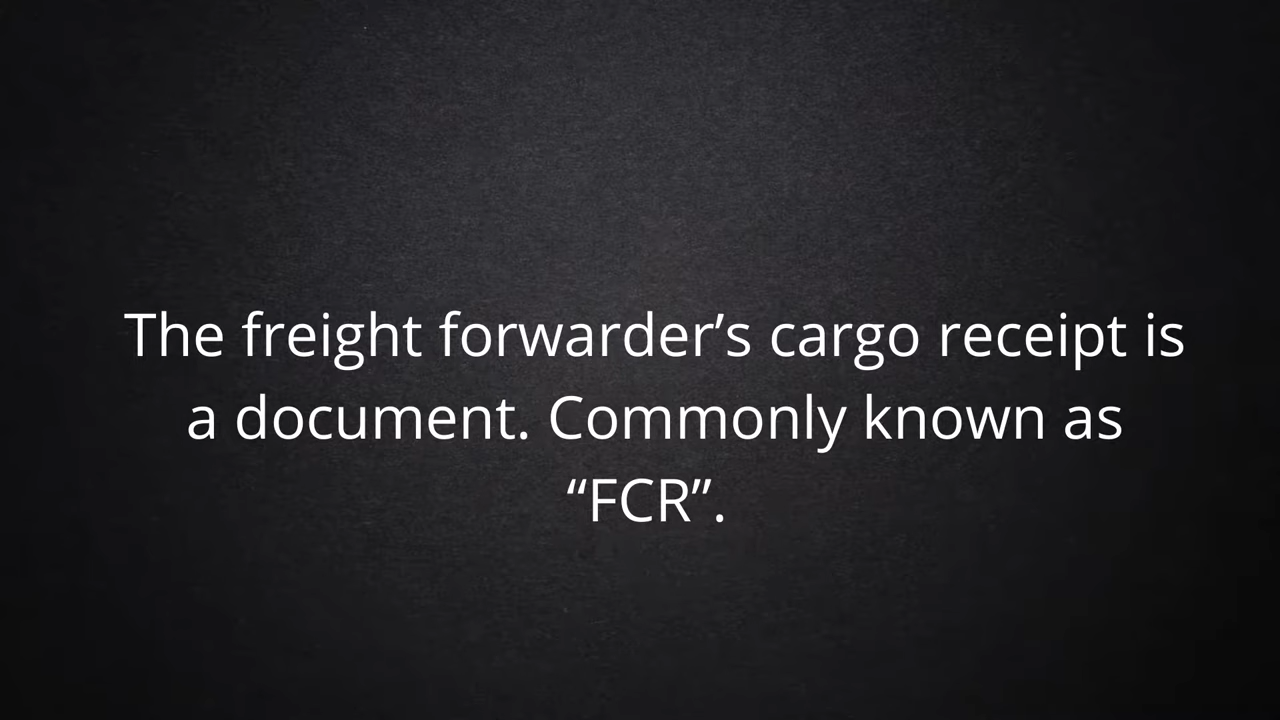 The freight forwarder’s cargo receipt is
a document. Commonly known as
“FCR”.